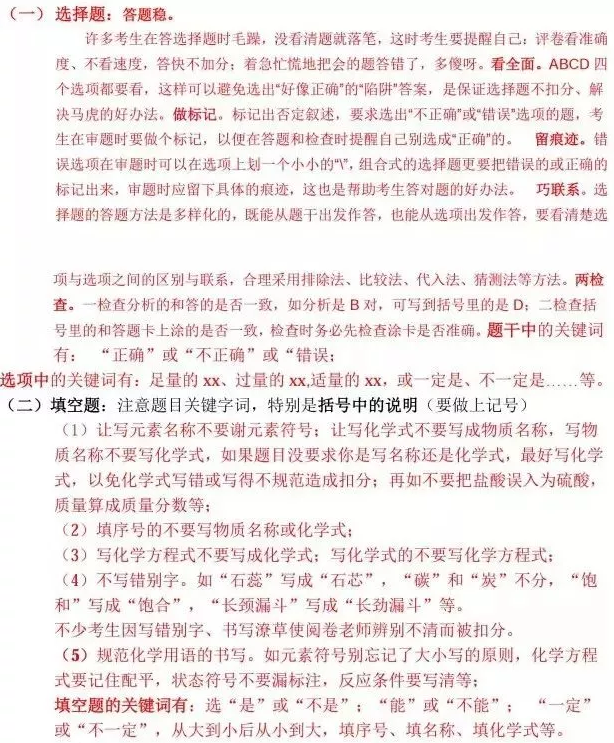 （一） 选择题：答题稳。
许多考生在答选择题时毛躁，没看清题就落笔，这时考生要提醒自己：评卷看准确
度、不看速度，答快不加分；着急忙慌地把会的题答错了，多傻呀。看全面。ABCD 四
个选项都要看，这样可以避免选出“好像正确”的“陷阱”答案，是保证选择题不扣分、解
决马虎的好办法。做标记。标记出否定叙述，要求选出“不正确”或“错误”选项的题，考
生在审题时要做个标记，以便在答题和检查时提醒自己别选成“正确”的。 留痕迹。错
误选项在审题时可以在选项上划一个小小的“\”，组合式的选择题更要把错误的或正确的
标记出来，审题时应留下具体的痕迹，这也是帮助考生答对题的好办法。 巧联系。选
择题的答题方法是多样化的，既能从题干出发作答，也能从选项出发作答，要看清楚选
项与选项之间的区别与联系，合理采用排除法、比较法、代入法、猜测法等方法。两检
查。一检查分析的和答的是否一致，如分析是 B 对，可写到括号里的是 D；二检查括
号里的和答题卡上涂的是否一致，检查时务必先检查涂卡是否准确。题干中的关键词
有： “正确”或“不正确”或“错误；
选项中的关键词有：足量的 xx、过量的 xx,适量的 xx，或一定是、不一定是……等。
（二）填空题：注意题目关键字词，特别是括号中的说明（要做上记号）
（1）让写元素名称不要谢元素符号；让写化学式不要写成物质名称，写物
质名称不要写化学式，如果题目没要求你是写名称还是化学式，最好写化学
式，以免化学式写错或写得不规范造成扣分；再如不要把盐酸误入为硫酸，
质量算成质量分数等；
（2）填序号的不要写物质名称或化学式；
（3）写化学方程式不要写成化学式；写化学式的不要写化学方程式；
（4）不写错别字。如“石蕊”写成“石芯”，“碳”和“炭”不分，“饱
和”写成“饱合”，“长颈漏斗”写成“长劲漏斗”等。
不少考生因写错别字、书写潦草使阅卷老师辨别不清而被扣分。
（5）规范化学用语的书写。如元素符号别忘记了大小写的原则，化学方程
式要记住配平，状态符号不要漏标注，反应条件要写清等；
填空题的关键词有：选“是”或“不是”；“能”或“不能”； “一定”
或“不一定”，从大到小后从小到大，填序号、填名称、填化学式等。